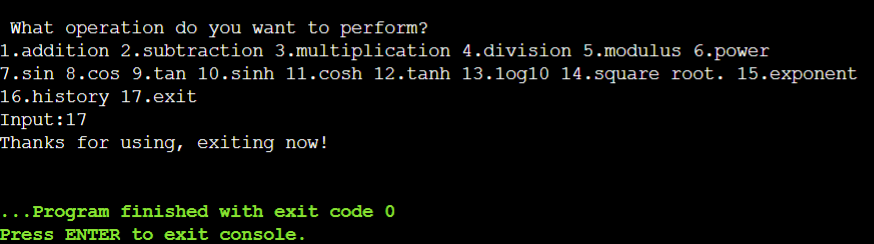 What operation do you want to perform?
1.addition 2.subtraction 3.multiplication 4.division 5.modulus 6.power
7.sin 8.cos 9.tan 10.sinh 11.cosh 12.tanh 13.log10 14.square root. 15.exponent
16.history 17.exit
Input:17
Thanks for using, exiting now!
...Program finished with exit code 0
Press ENTER to exit console.